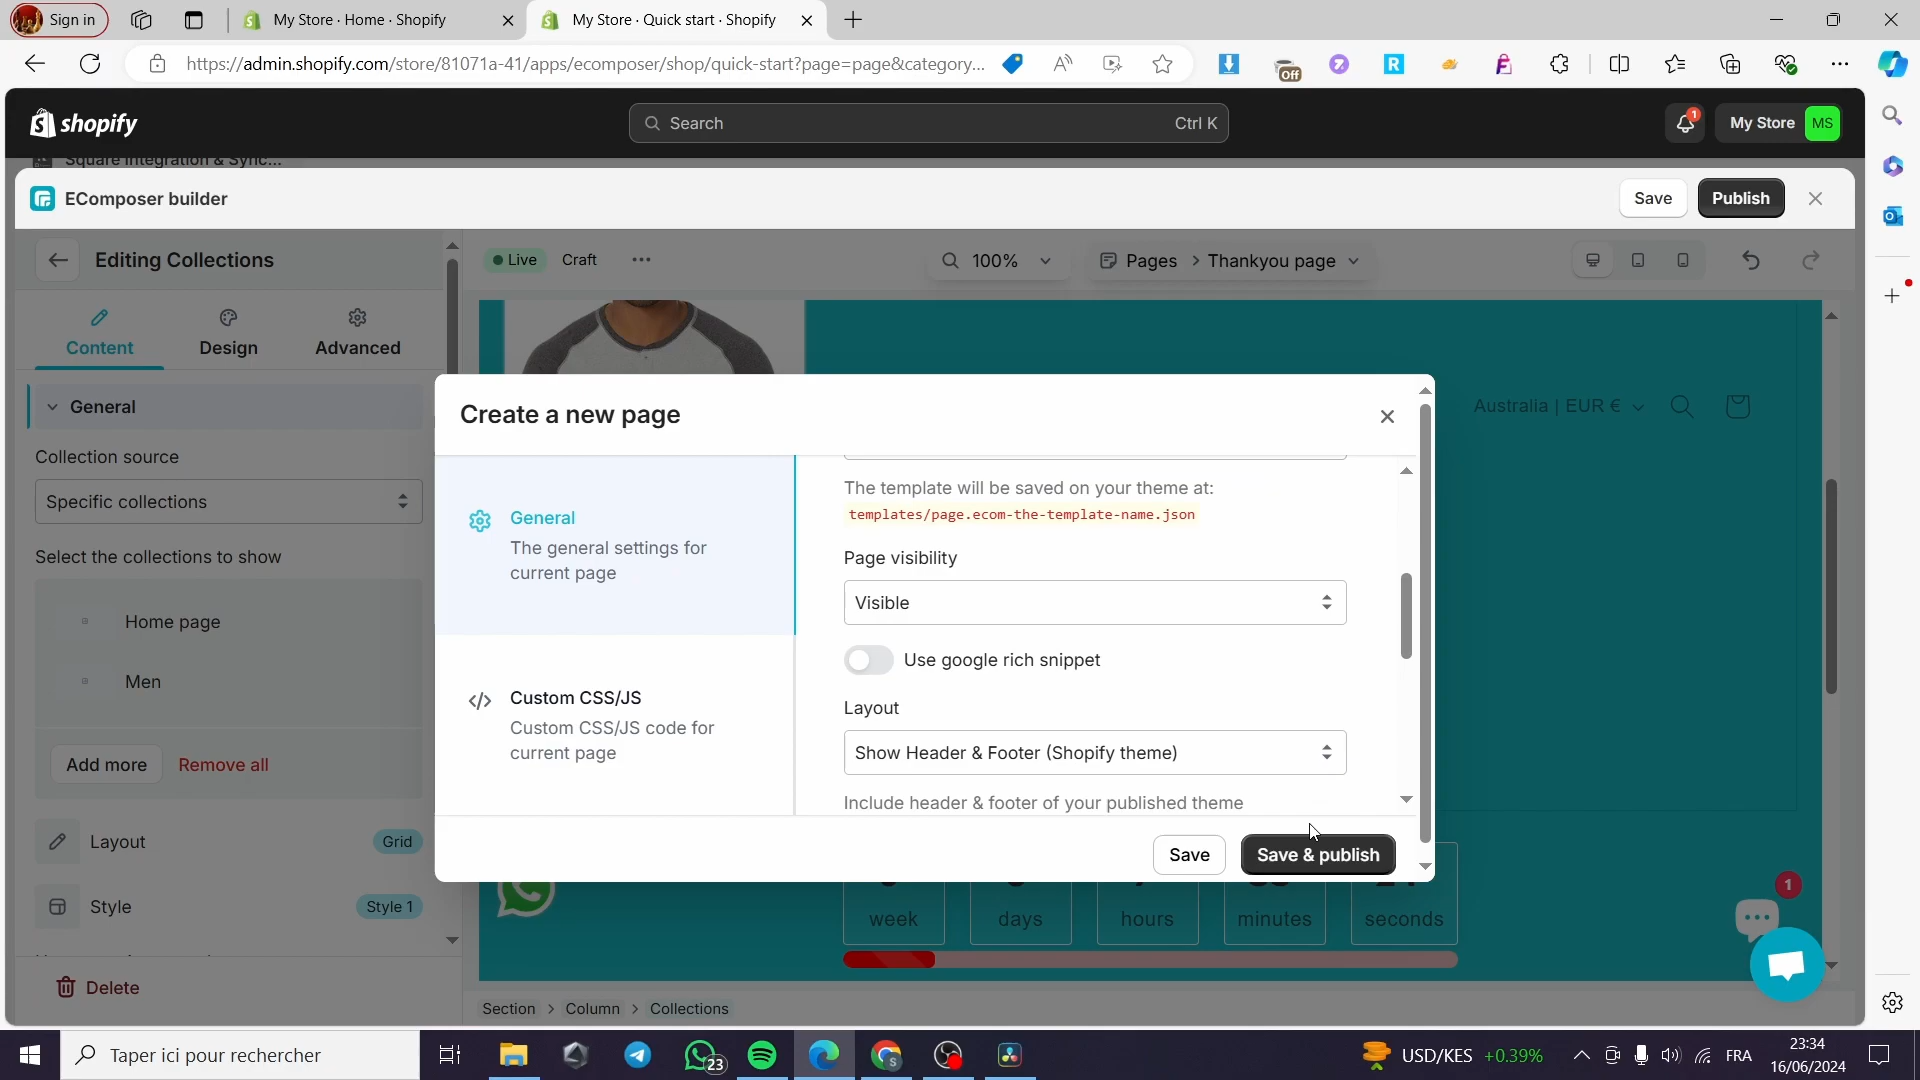 Sign in
My Store · Home · Shopify
My Store · Quick start · Shopify
https://admin.shopify.com/store/81071a-41/apps/ecomposer/shop/quick-start?page=page&category...
Off
shopify
Search
Ctrl K
1
My Store
MS
Square Integration & Sync...
EComposer builder
Save
Publish
Editing Collections
Live
Craft
100%
Pages
Thankyou page
Content
Design
Advanced
General
Collection source
Specific collections
Select the collections to show
Home page
Men
Add more
Remove all
Layout
Grid
Style
Style 1
Delete
Australia | EUR €
Create a new page
General
The general settings for
current page
Custom CSS/JS
Custom CSS/JS code for
current page
The template will be saved on your theme at:
templates/page.ecom-the-template-name.json
Page visibility
Visible
Use google rich snippet
Layout
Show Header & Footer (Shopify theme)
Include header & footer of your published theme
Save
Save & publish
week
days
hours
minutes
seconds
1
Section > Column > Collections
Taper ici pour rechercher
23
USD/KES +0.39%
FRA
23:34
16/06/2024